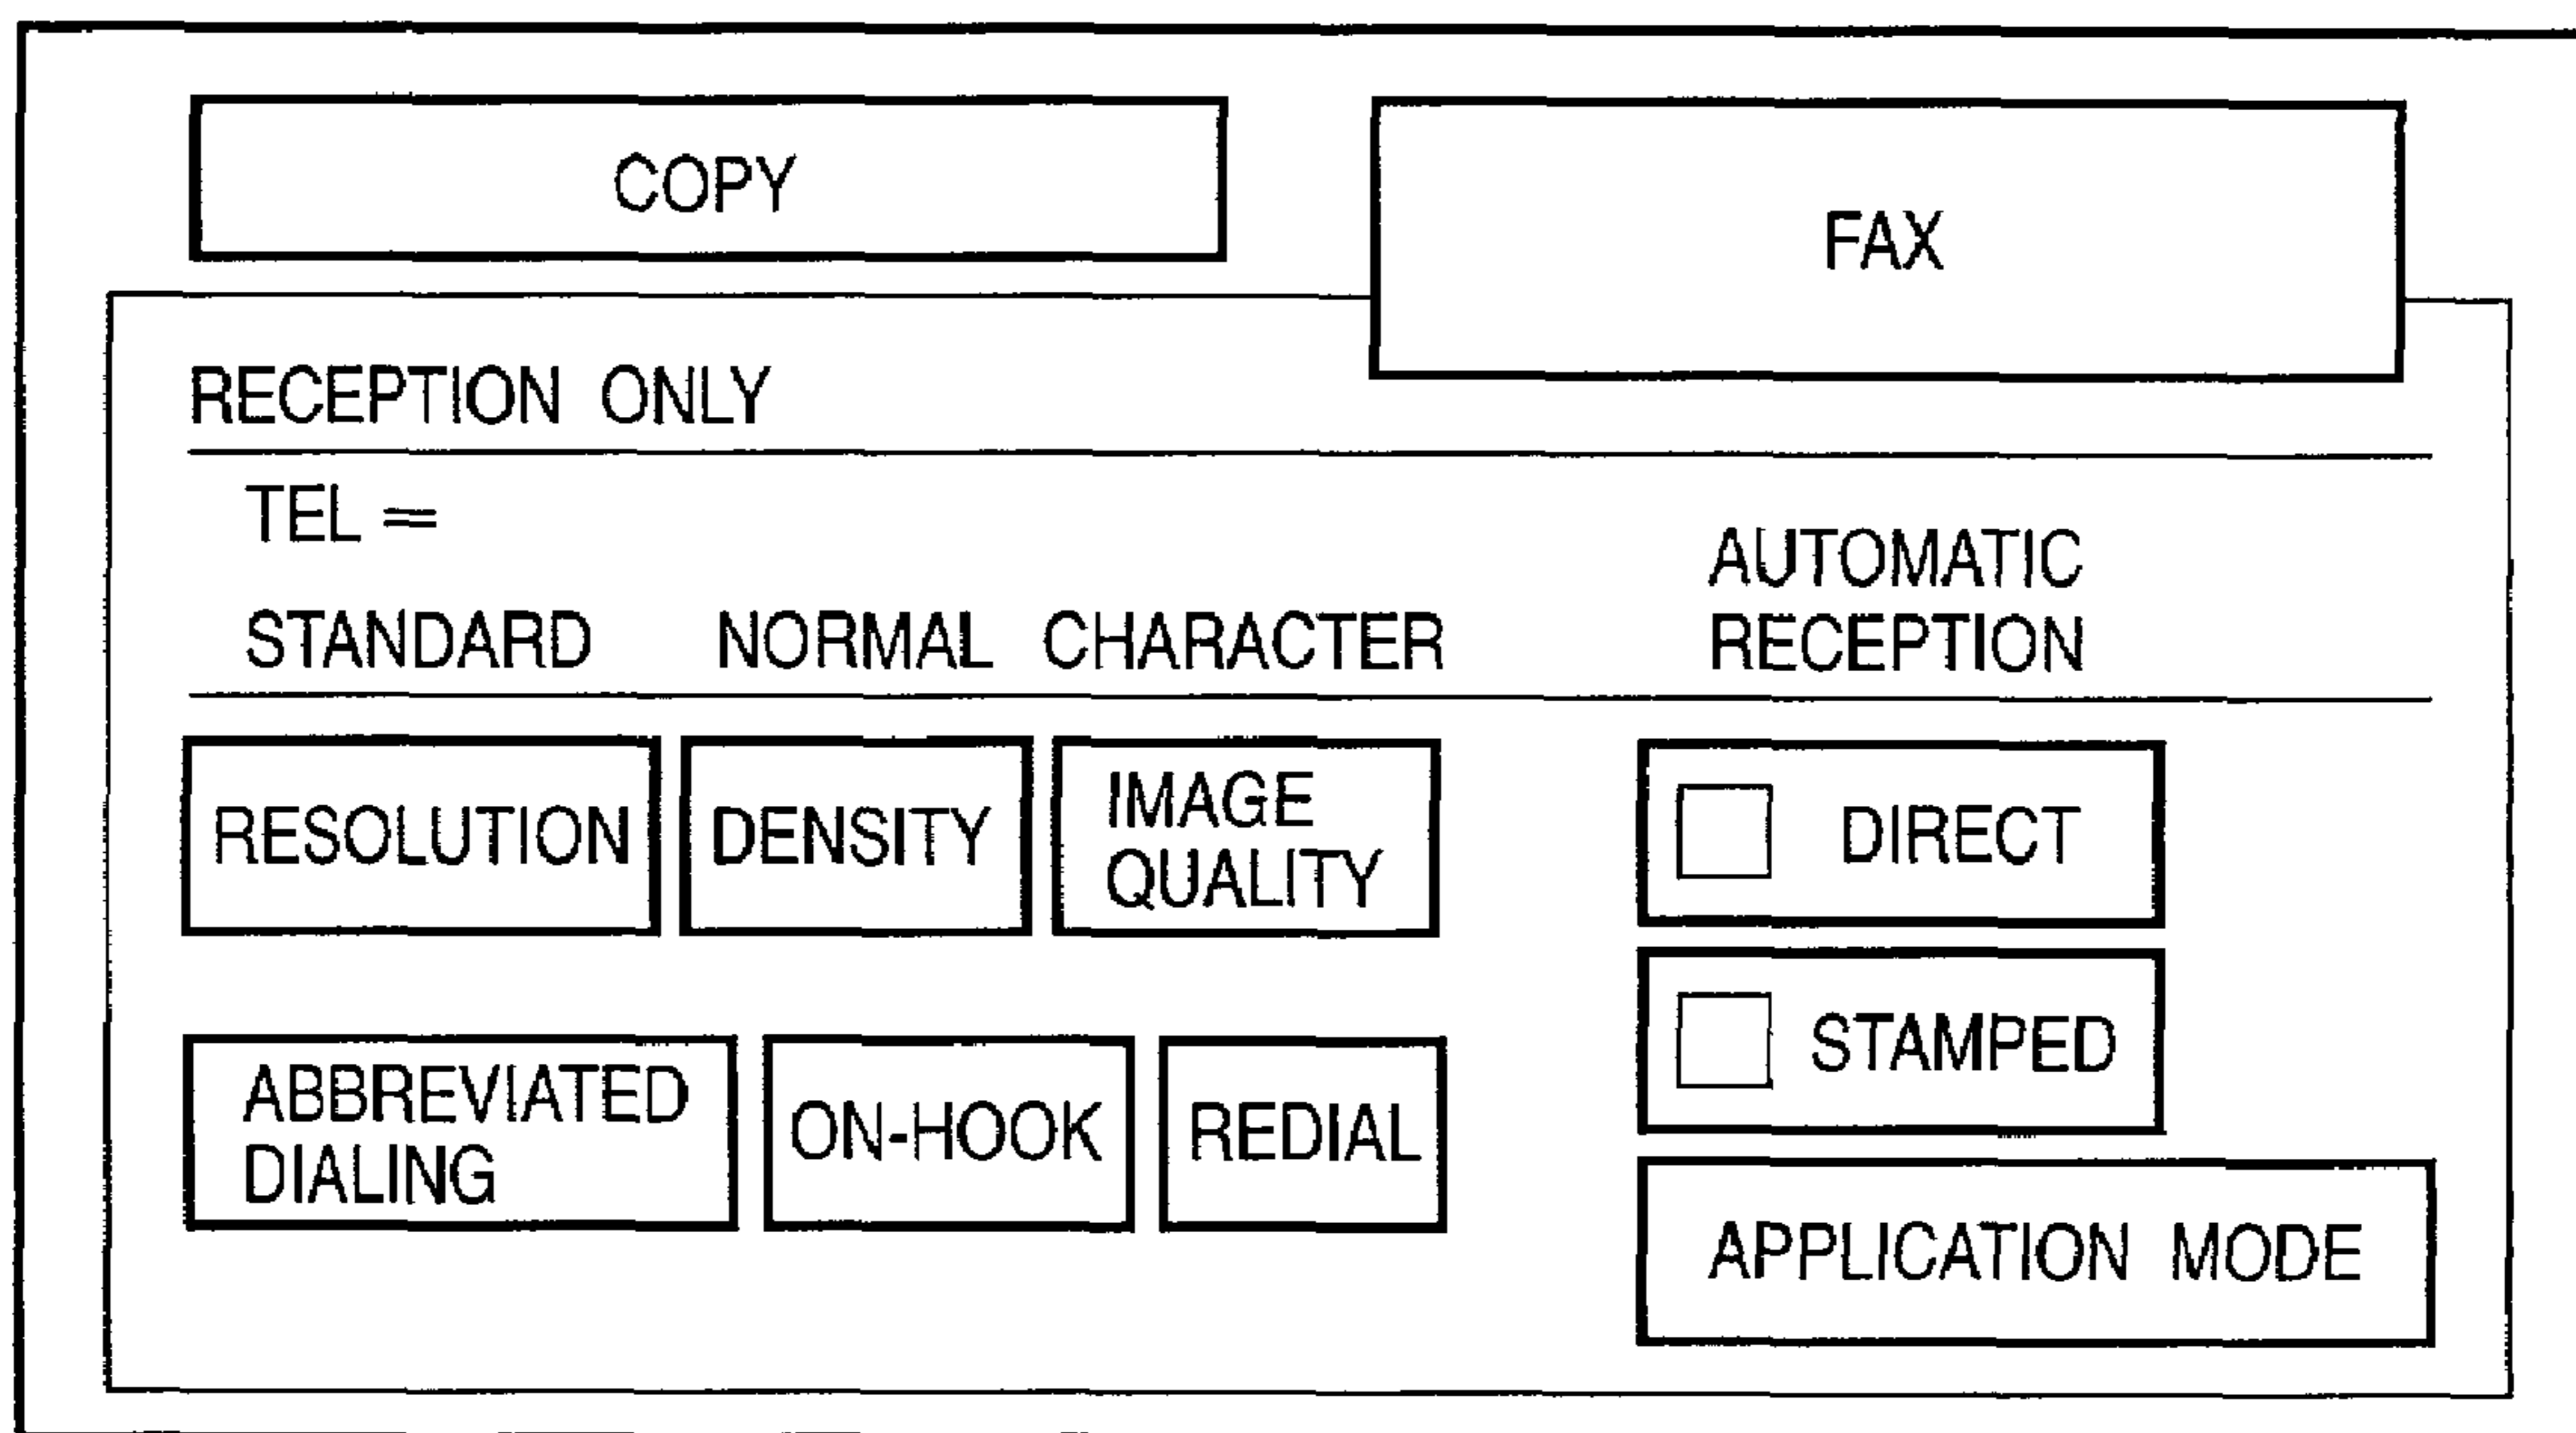 COPY
FAX
RECEPTION ONLY
TEL =
AUTOMATIC
RECEPTION
STANDARD NORMAL CHARACTER
RESOLUTION
DENSITY
IMAGE
QUALITY
DIRECT
STAMPED
ABBREVIATED
DIALING
ON-HOOK
REDIAL
APPLICATION MODE